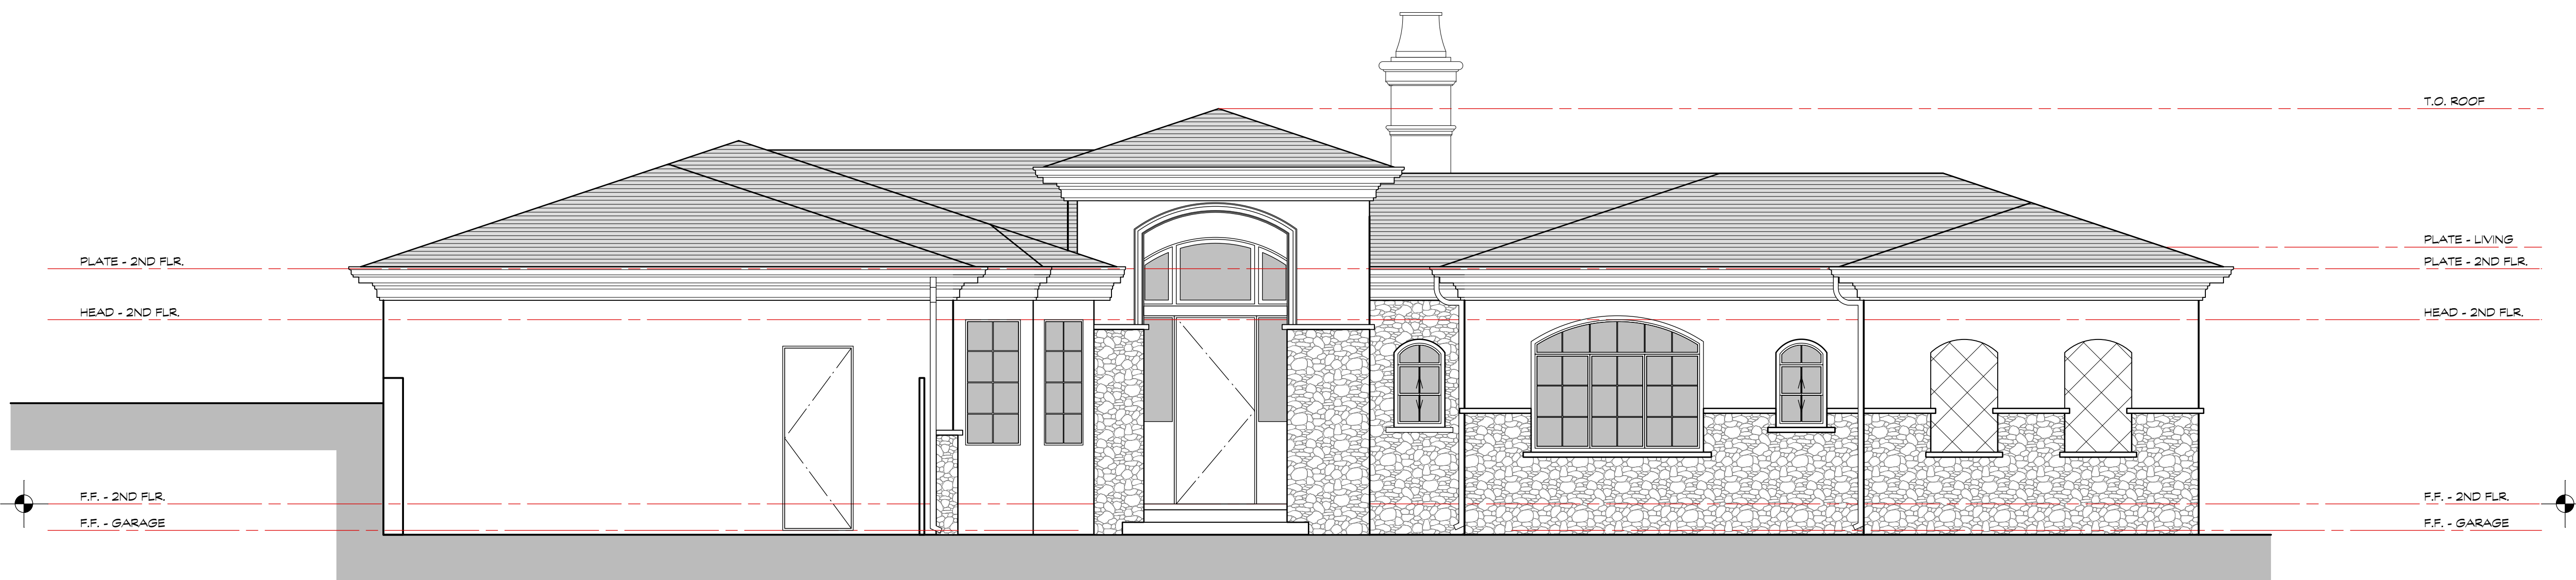 T.O. ROOF
PLATE - LIVING
PLATE - 2ND FLR.
PLATE - 2ND FLR.
HEAD - 2ND FLR.
HEAD - 2ND FLR.
F.F. - 2ND FLR.
F.F. - 2ND FLR.
F.F. - GARAGE
F.F. - GARAGE